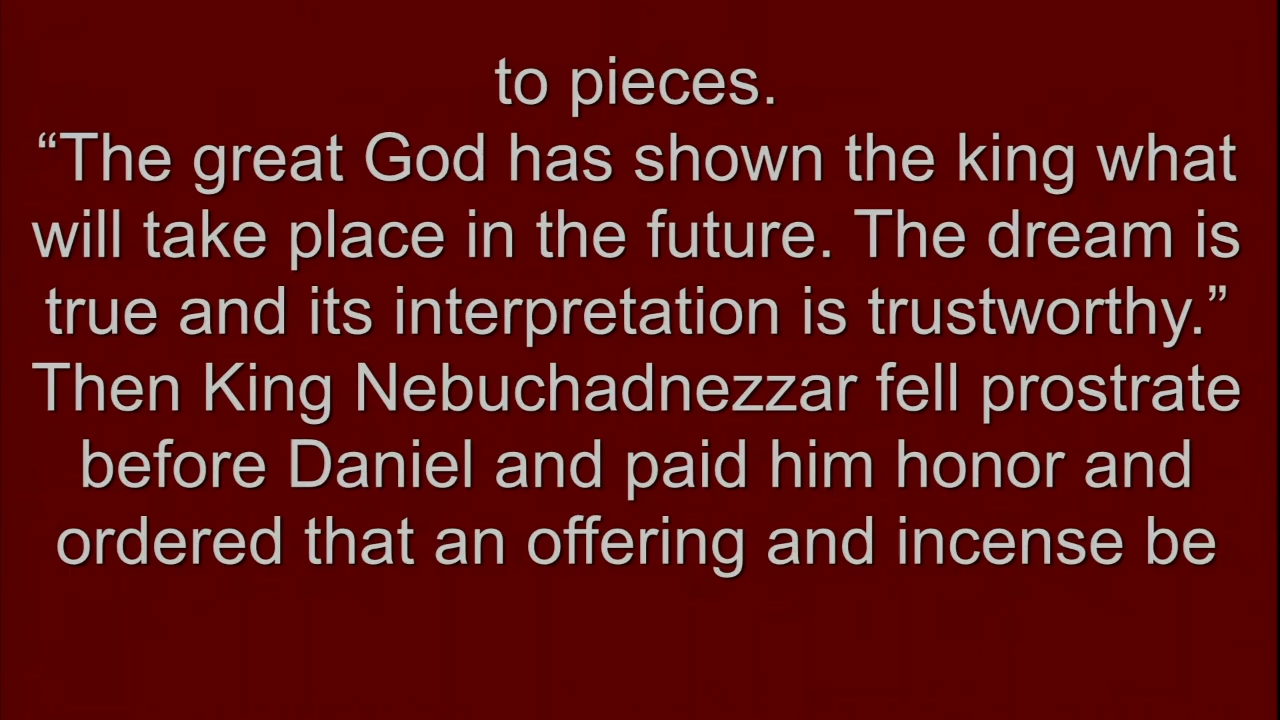 to pieces.
“The great God has shown the king what
will take place in the future. The dream is
true and its interpretation is trustworthy.”
Then King Nebuchadnezzar fell prostrate
before Daniel and paid him honor and
ordered that an offering and incense be